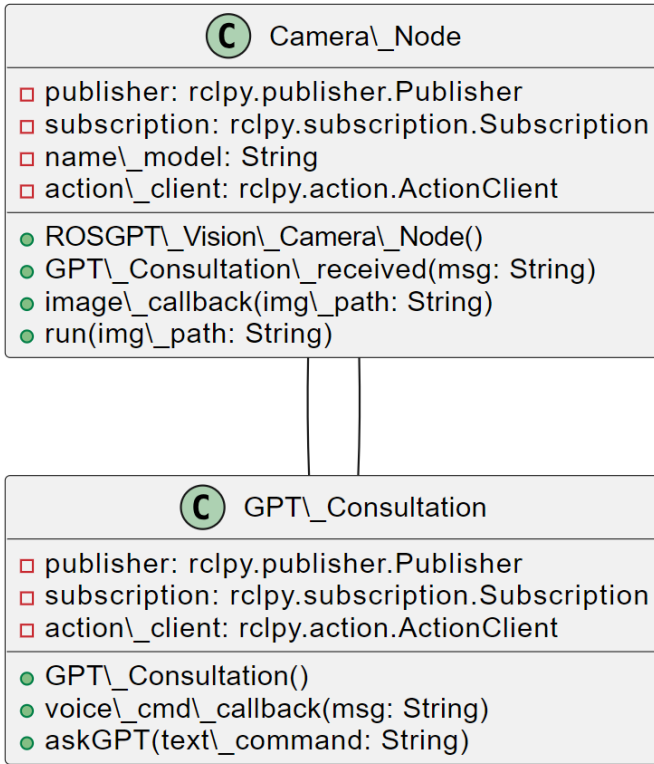 C Camera\_Node
publisher: rclpy.publisher.Publisher
subscription: rclpy.subscription.Subscription
name\_model: String
action\_client: rclpy.action.ActionClient
ROSGPT\_Vision\_Camera\_Node()
GPT\_Consultation\_received(msg: String)
image\_callback(img\_path: String)
run(img\_path: String)
C GPT\_Consultation
publisher: rclpy.publisher.Publisher
subscription: rclpy.subscription.Subscription
action\_client: rclpy.action.ActionClient
GPT\_Consultation()
voice\_cmd\_callback(msg: String)
askGPT(text\_command: String)